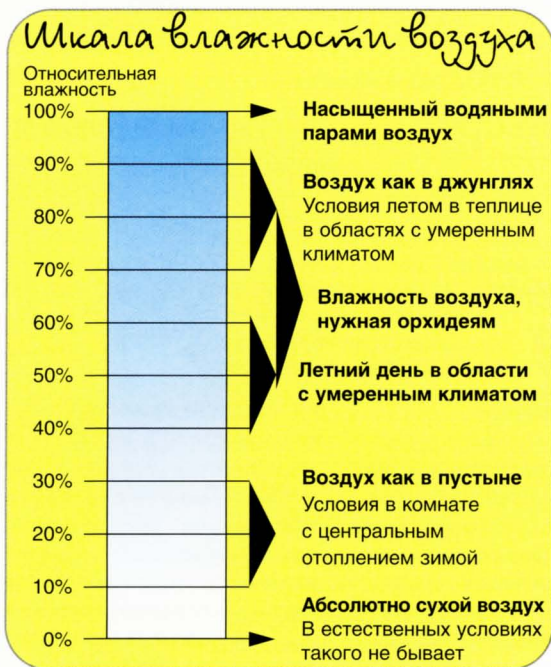 Шкала влажности воздуха
Относительная
влажность
100%
Насыщенный водяными
парами воздух
90%
Воздух как в джунглях
80%
Условия летом в теплице
в областях с умеренным
климатом
70%
Влажность воздуха,
нужная орхидеям
60%
Летний день в области
50%
с умеренным климатом
40%
30%
Воздух как в пустыне
Условия в комнате
20%
с центральным
отоплением зимой
10%
Абсолютно сухой воздух
0%
В естественных условиях
такого не бывает